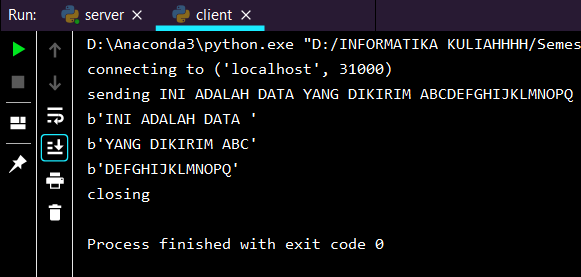 Run: server client
D:\Anaconda3\python.exe "D:/INFORMATIKA KULIAHHHH/Semes
connecting to ('localhost', 31000)
sending INI ADALAH DATA YANG DIKIRIM ABCDEFGHIJKLMNOPQ
b'INI ADALAH DATA '
b'YANG DIKIRIM ABC'
b'DEFGHIJKLMNOPQ'
closing
Process finished with exit code 0